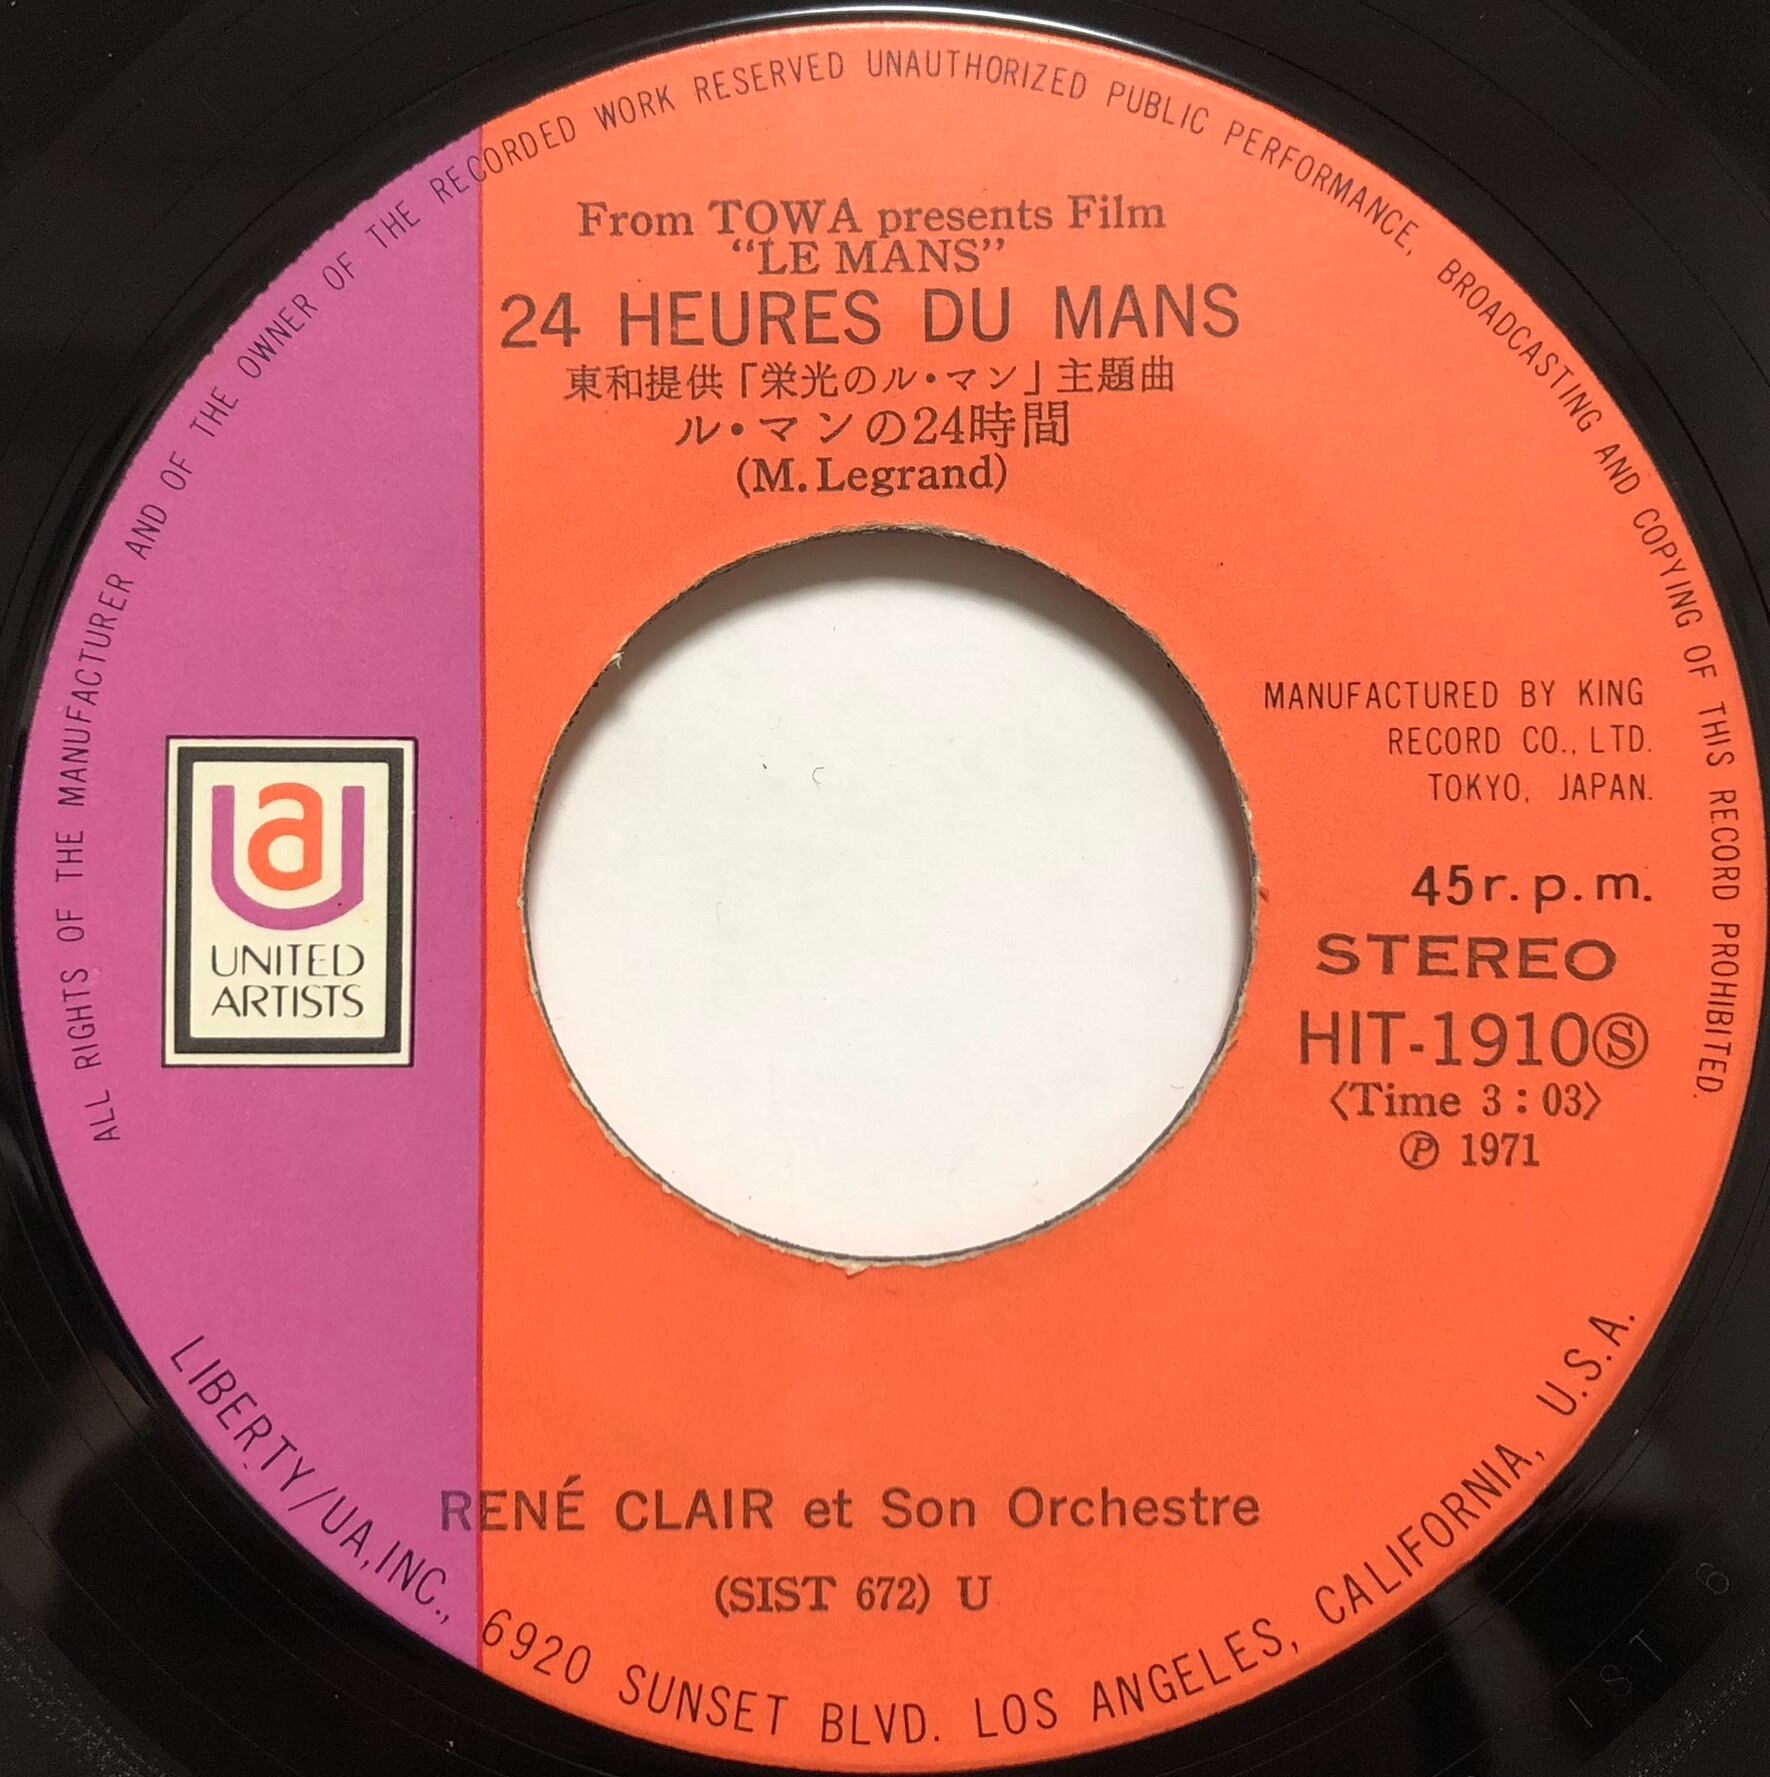 ALL RIGHTS OF THE MANUFACTURER AND OF THE OWNER OF THE RECORDED WORK RESERVED UNAUTHORIZED PUBLIC PERFORMANCE, BROADCASTING AND COPYING OF THIS RECORD PROHIBITED.
From TOWA presents Film
“LE MANS”
24 HEURES DU MANS
東和提供「栄光のル・マン」主題曲
ル・マンの24時間
(M. Legrand)
MANUFACTURED BY KING
RECORD CO., LTD.
TOKYO, JAPAN.
45 r. p. m.
STEREO
HIT-1910Ⓢ
〈Time 3 : 03〉
Ⓟ 1971
ua
UNITED
ARTISTS
RENÉ CLAIR et Son Orchestre
(SIST 672) U
LIBERTY/UA, INC., 6920 SUNSET BLVD. LOS ANGELES, CALIFORNIA, U.S.A.